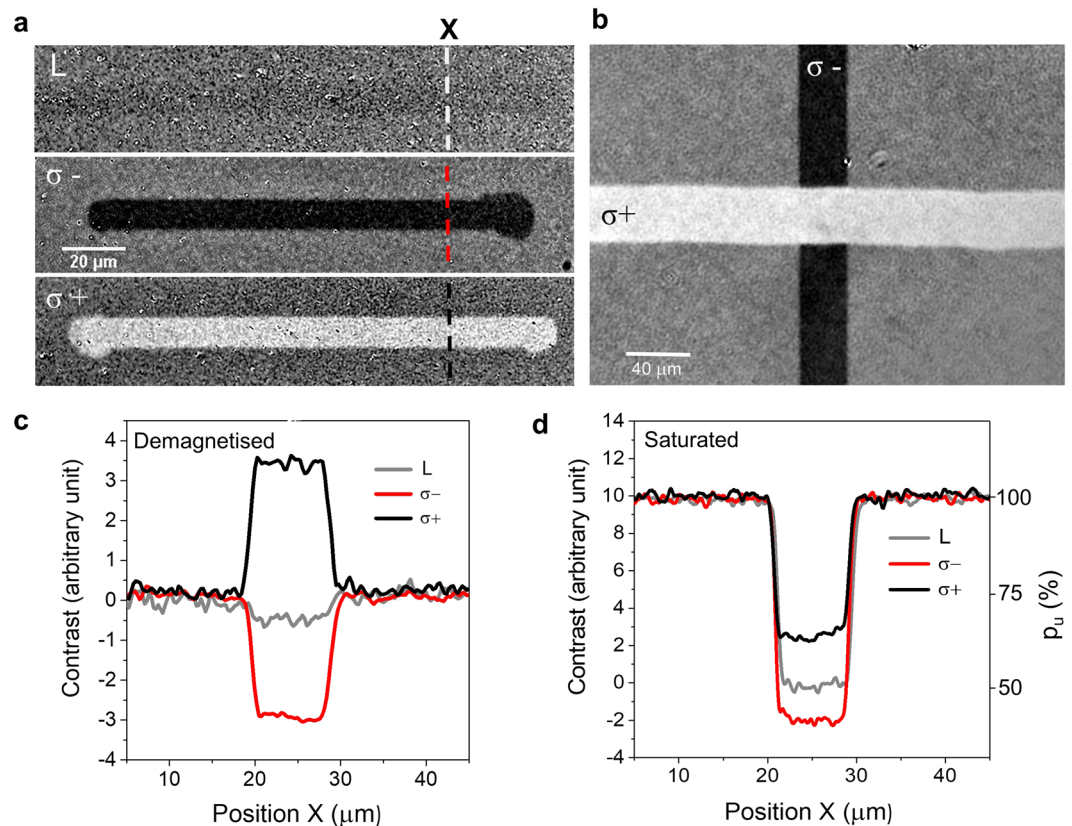 a
X
L
σ -
20 μm
σ +
b
σ -
σ+
40 μm
c
Demagnetised
L
σ−
σ+
4
3
2
1
0
-1
-2
-3
-4
Contrast (arbitrary unit)
10
20
30
40
Position X (μm)
d
Saturated
L
σ−
σ+
14
12
10
8
6
4
2
0
-2
-4
Contrast (arbitrary unit)
100
75
50
pu (%)
10
20
30
40
Position X (μm)